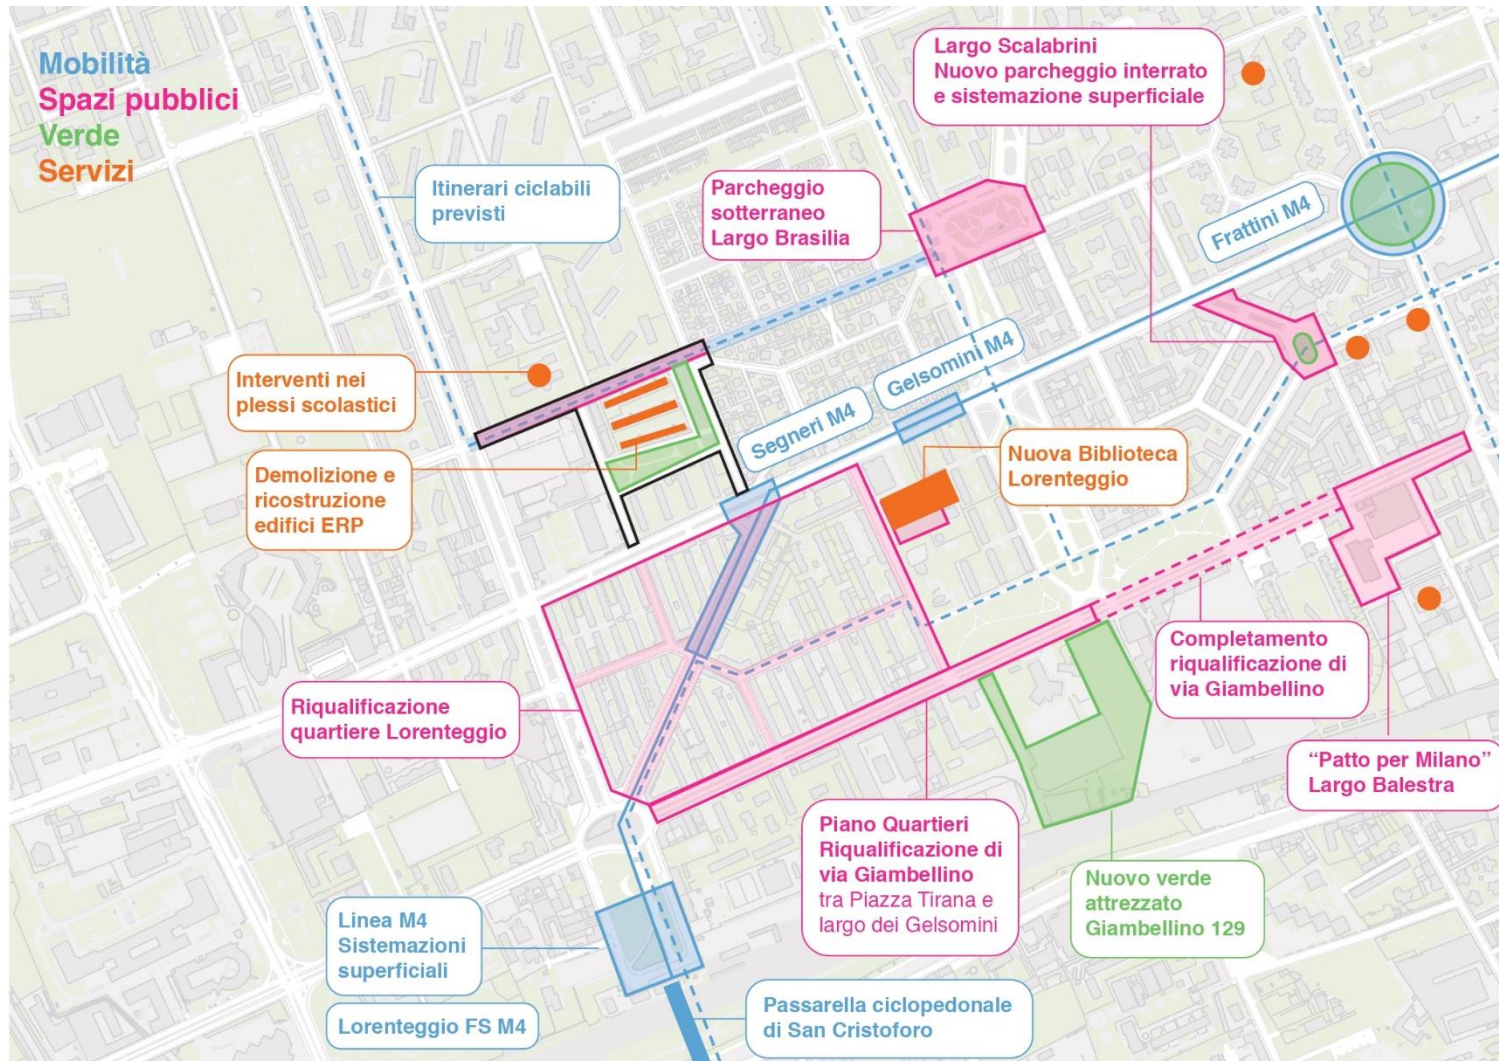 Mobilità
Spazi pubblici
Verde
Servizi
Largo Scalabrini
Nuovo parcheggio interrato
e sistemazione superficiale
Itinerari ciclabili
previsti
Parcheggio
sotterraneo
Largo Brasilia
Frattini M4
Gelsomini M4
Segneri M4
Interventi nei
plessi scolastici
Demolizione e
ricostruzione
edifici ERP
Nuova Biblioteca
Lorenteggio
Riqualificazione
quartiere Lorenteggio
Completamento
riqualificazione di
via Giambellino
“Patto per Milano”
Largo Balestra
Piano Quartieri
Riqualificazione di
via Giambellino
tra Piazza Tirana e
largo dei Gelsomini
Nuovo verde
attrezzato
Giambellino 129
Linea M4
Sistemazioni
superficiali
Lorenteggio FS M4
Passarella ciclopedonale
di San Cristoforo